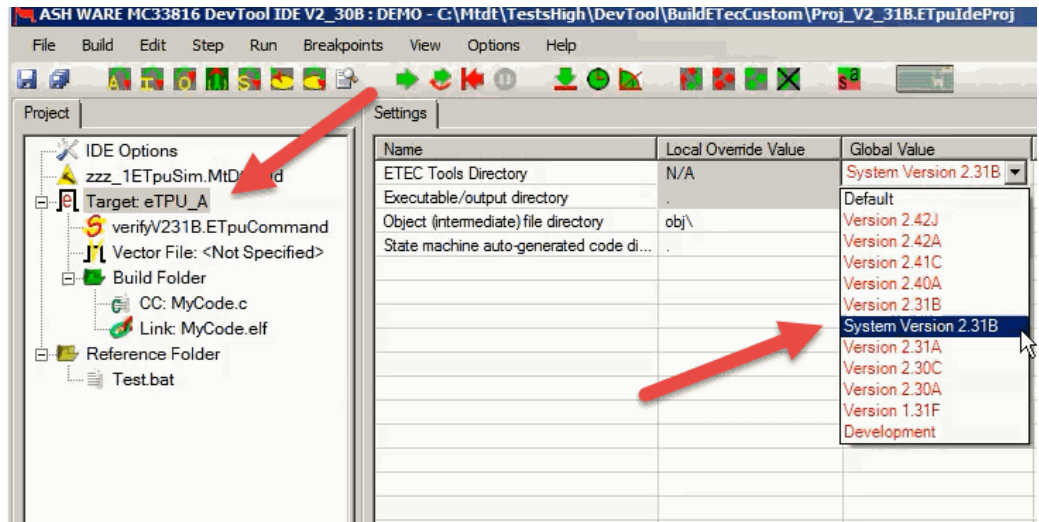 ASH WARE MC33816 DevTool IDE V2_30B : DEMO - C:\Mtdt\TestsHigh\DevTool\BuildETecCustom\Proj_V2_31B.ETpuIdeProj
File Build Edit Step Run Breakpoints View Options Help
Project
Settings
IDE Options
zzz_1ETpuSim.MtDt
Target: eTPU_A
verifyV231B.ETpuCommand
Vector File: <Not Specified>
Build Folder
CC: MyCode.c
Link: MyCode.elf
Reference Folder
Test.bat
Name Local Override Value Global Value
ETEC Tools Directory N/A System Version 2.31B
Executable/output directory .
Object (intermediate) file directory obj\
State machine auto-generated code di... .
Default
Version 2.42J
Version 2.42A
Version 2.41C
Version 2.40A
Version 2.31B
System Version 2.31B
Version 2.31A
Version 2.30C
Version 2.30A
Version 1.31F
Development